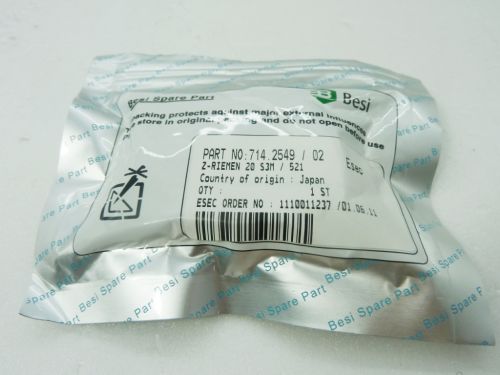 Besi Spare Part
Besi
packing protects against major external influences
store in original packing and do not open before use
PART NO:714.2549 / 02
Z-RIEMEN 20 S3M / 521
Country of origin : Japan
QTY : 1 ST
ESEC ORDER NO : 1110011237 /01.06.11
Esec
Besi Spare Part Besi Spare Part Besi Spare Part Besi Spare Part